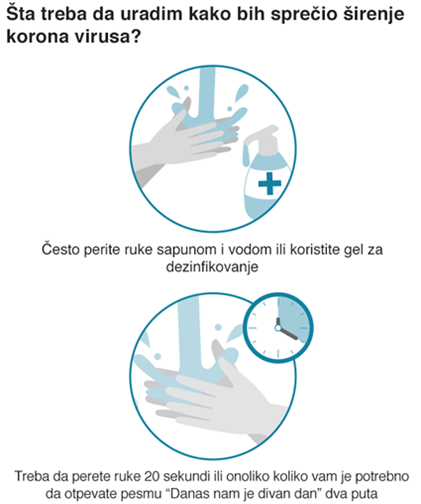 Šta treba da uradim kako bih sprečio širenje
korona virusa?
Često perite ruke sapunom i vodom ili koristite gel za
dezinfikovanje
Treba da perete ruke 20 sekundi ili onoliko koliko vam je potrebno
da otpevate pesmu “Danas nam je divan dan” dva puta